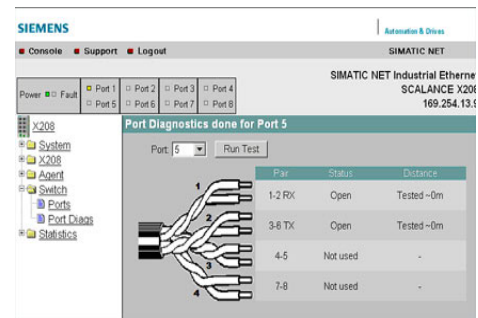 SIEMENS
Automation & Drives
Console Support Logout
SIMATIC NET
SIMATIC NET Industrial Etherne
SCALANCE X208
169.254.13.9
Power Fault
Port 1 Port 2 Port 3 Port 4
Port 5 Port 6 Port 7 Port 8
X208
System
X208
Agent
Switch
Ports
Port Diags
Statistics
Port Diagnostics done for Port 5
Port: 5 Run Test
Pair Status Distance
1-2 RX Open Tested ~0m
3-6 TX Open Tested ~0m
4-5 Not used -
7-8 Not used -
1
2
3
4